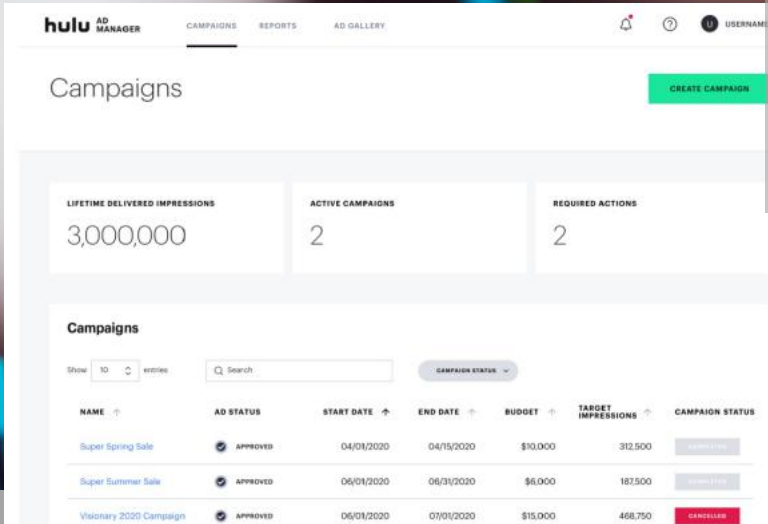 hulu AD MANAGER CAMPAIGNS REPORTS AD GALLERY U USERNAME
Campaigns
CREATE CAMPAIGN
LIFETIME DELIVERED IMPRESSIONS ACTIVE CAMPAIGNS REQUIRED ACTIONS
3,000,000 2 2
Campaigns
Show 10 entries Search CAMPAIGN STATUS
NAME AD STATUS START DATE END DATE BUDGET TARGET IMPRESSIONS CAMPAIGN STATUS
Super Spring Sale APPROVED 04/01/2020 04/15/2020 $10,000 312,500 COMPLETED
Super Summer Sale APPROVED 06/01/2020 06/31/2020 $6,000 187,500 COMPLETED
Visionary 2020 Campaign APPROVED 06/01/2020 07/01/2020 $15,000 468,750 CANCELLED